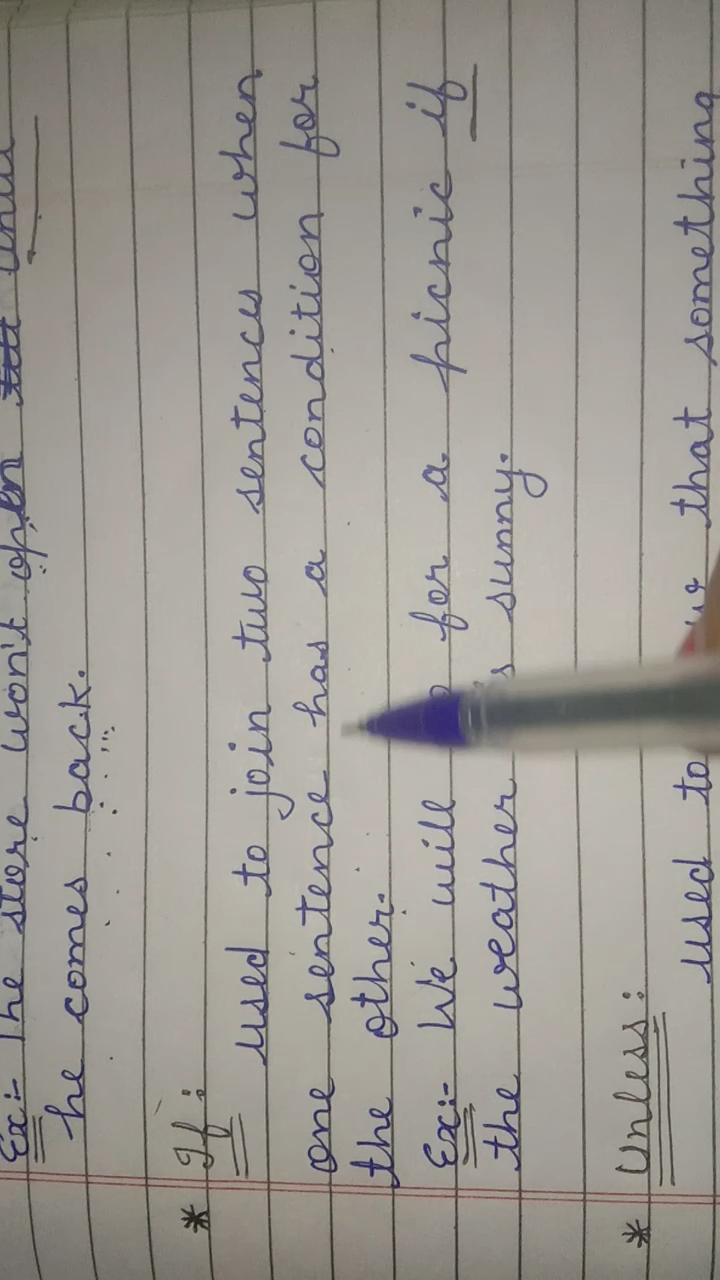 Ex:- The store won't open until
he comes back.
* If:
used to join two sentences when
one sentence has a condition for
the other.
Ex:- We will for a picnic if
the weather sunny.
* Unless:
used to that something